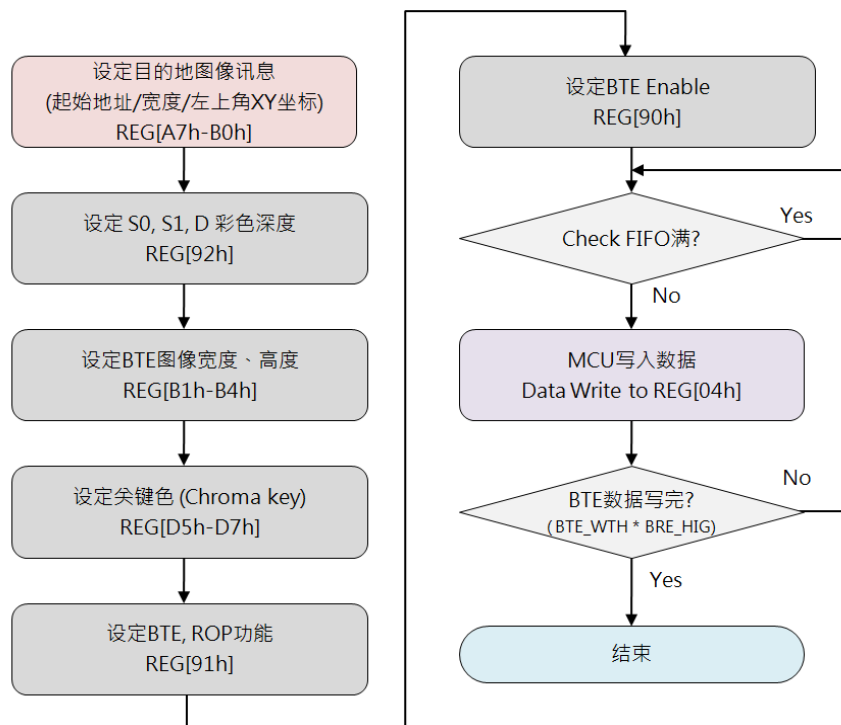 设定目的地图像讯息
(起始地址/宽度/左上角XY坐标)
REG[A7h-B0h]
设定 S0, S1, D 彩色深度
REG[92h]
设定BTE图像宽度、高度
REG[B1h-B4h]
设定关键色 (Chroma key)
REG[D5h-D7h]
设定BTE, ROP功能
REG[91h]
设定BTE Enable
REG[90h]
Check FIFO满?
Yes
No
MCU写入数据
Data Write to REG[04h]
BTE数据写完?
( BTE_WTH * BRE_HIG)
No
Yes
结束